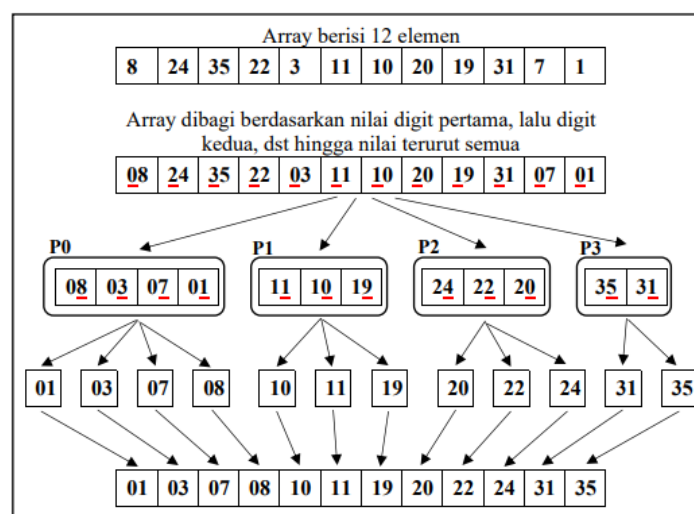 Array berisi 12 elemen
8 24 35 22 3 11 10 20 19 31 7 1
Array dibagi berdasarkan nilai digit pertama, lalu digit
kedua, dst hingga nilai terurut semua
08 24 35 22 03 11 10 20 19 31 07 01
P0 P1 P2 P3
08 03 07 01 11 10 19 24 22 20 35 31
01 03 07 08 10 11 19 20 22 24 31 35
01 03 07 08 10 11 19 20 22 24 31 35